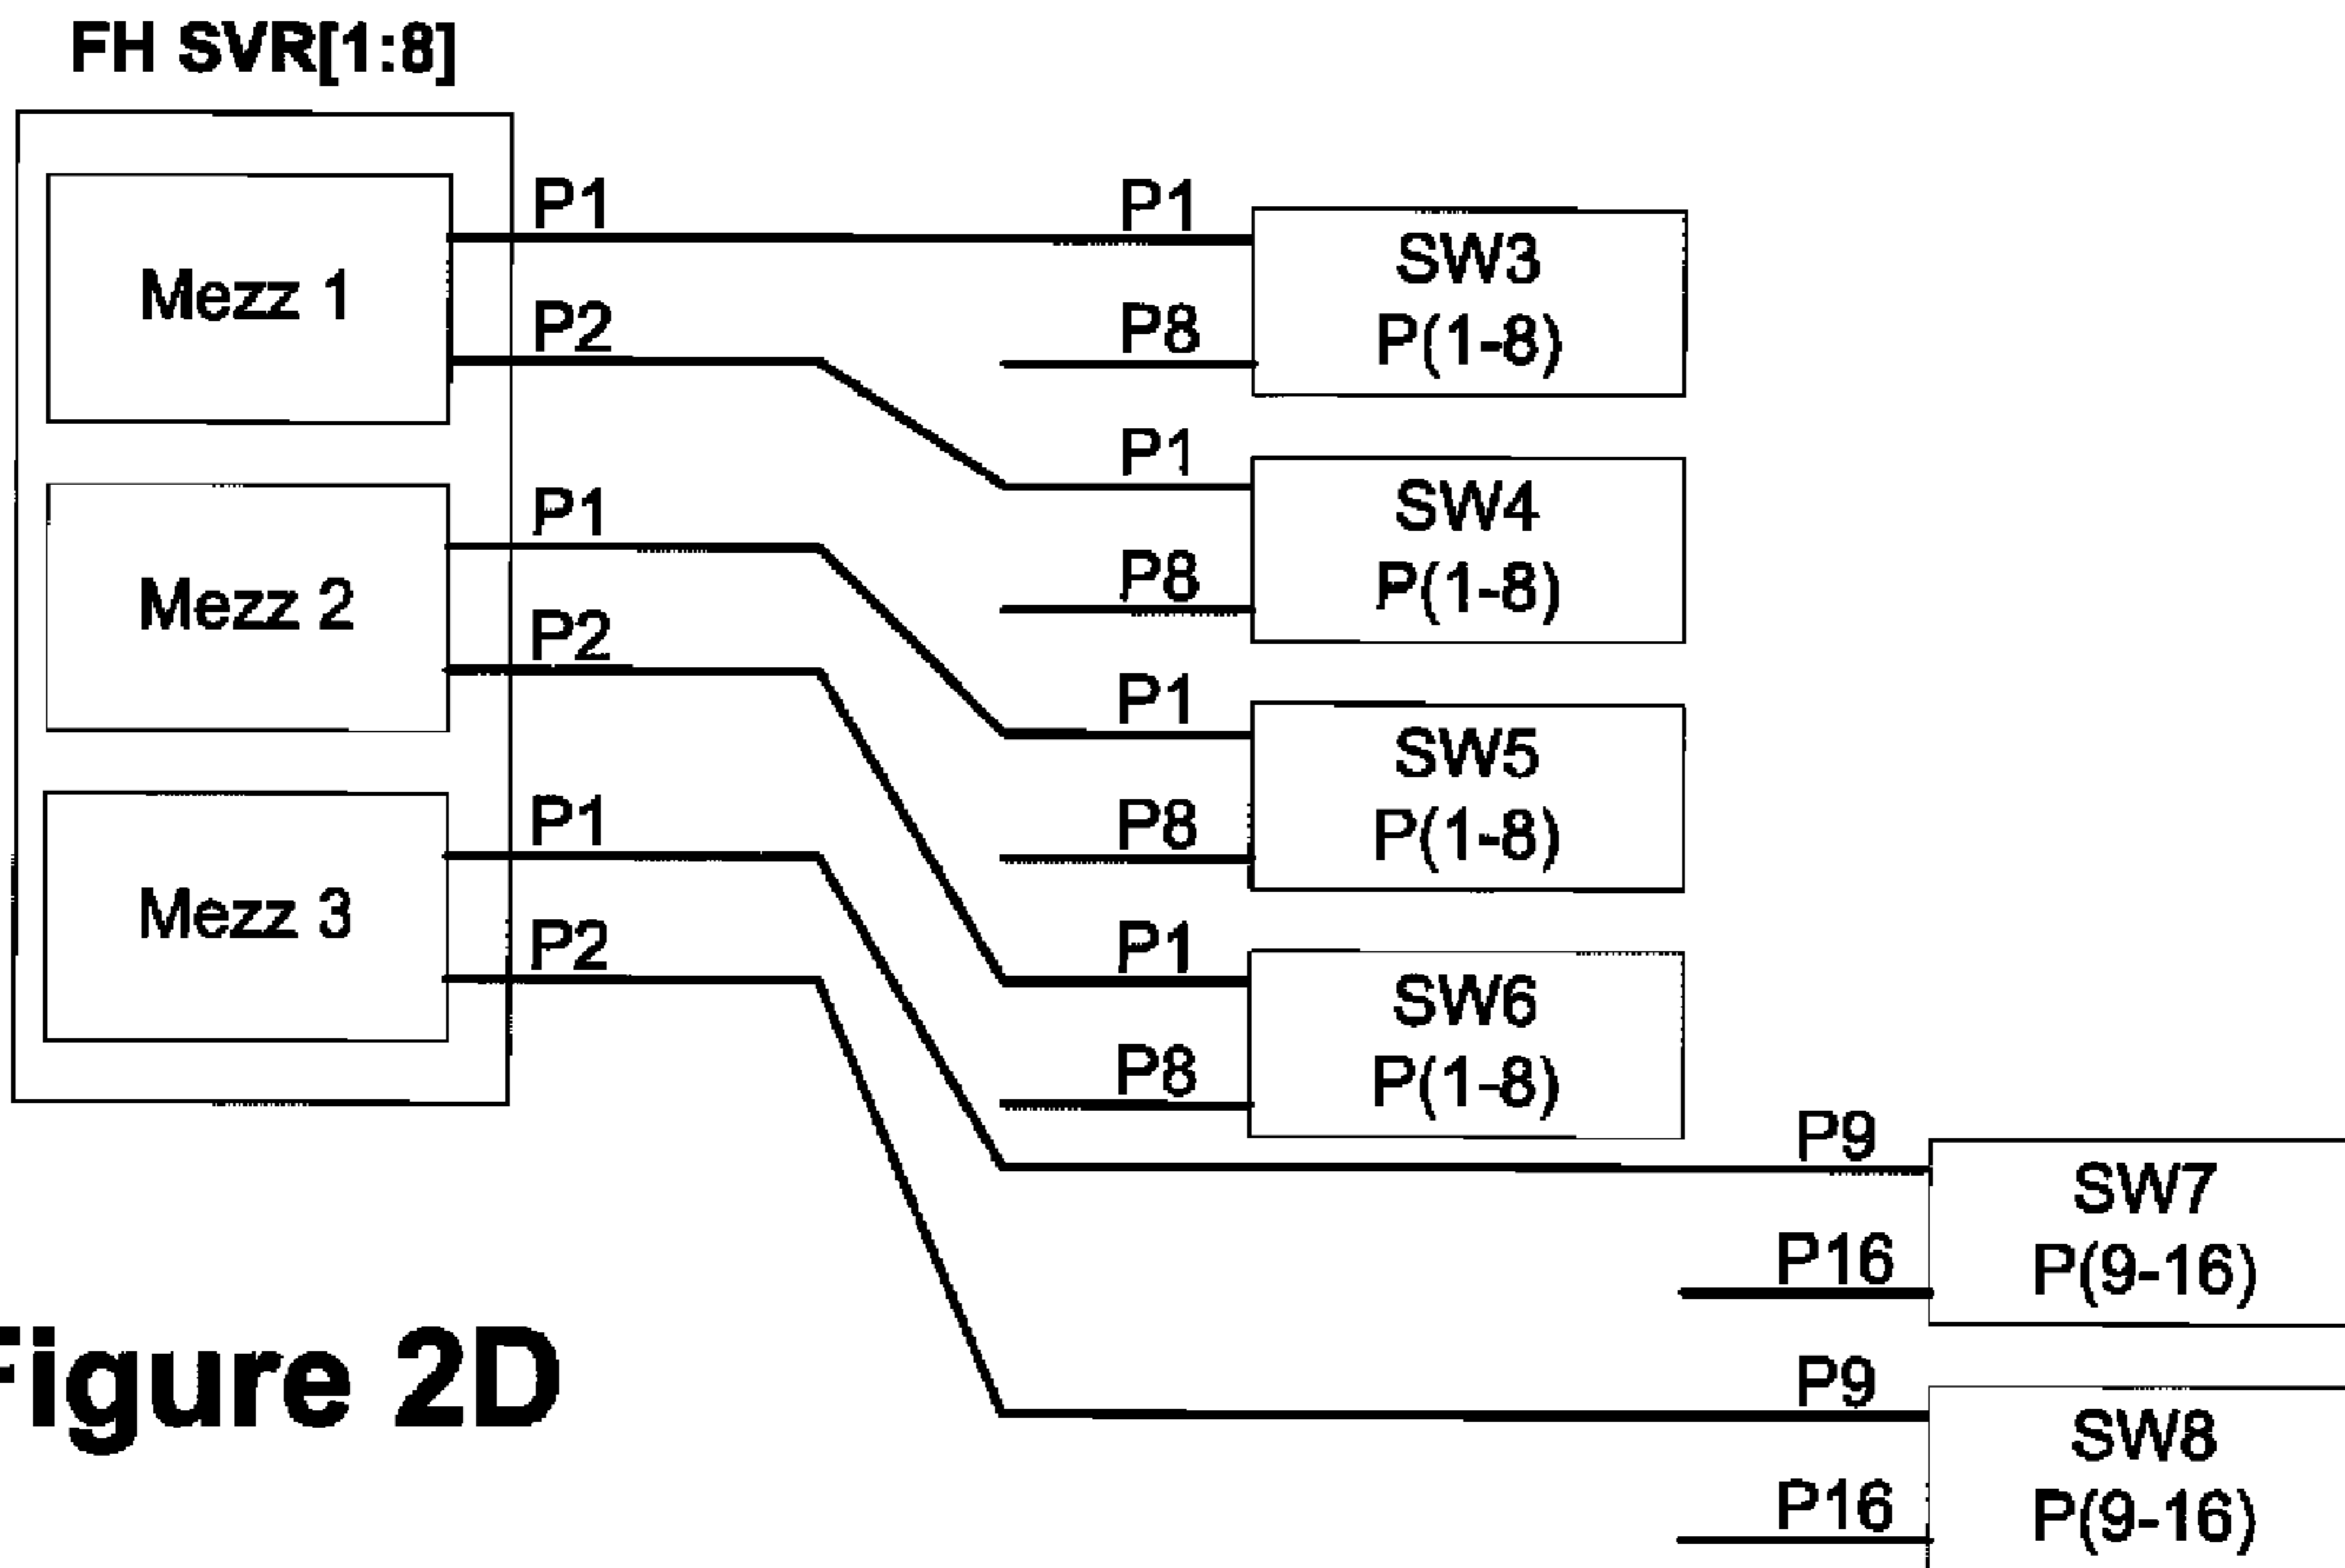 FH SVR[1:8]
Mezz 1
P1
P2
P1
P8
SW3
P(1-8)
P1
P8
SW4
P(1-8)
Mezz 2
P1
P2
P1
P8
SW5
P(1-8)
Mezz 3
P1
P2
P1
P8
SW6
P(1-8)
P9
P16
SW7
P(9-16)
P9
P16
SW8
P(9-16)
Figure 2D